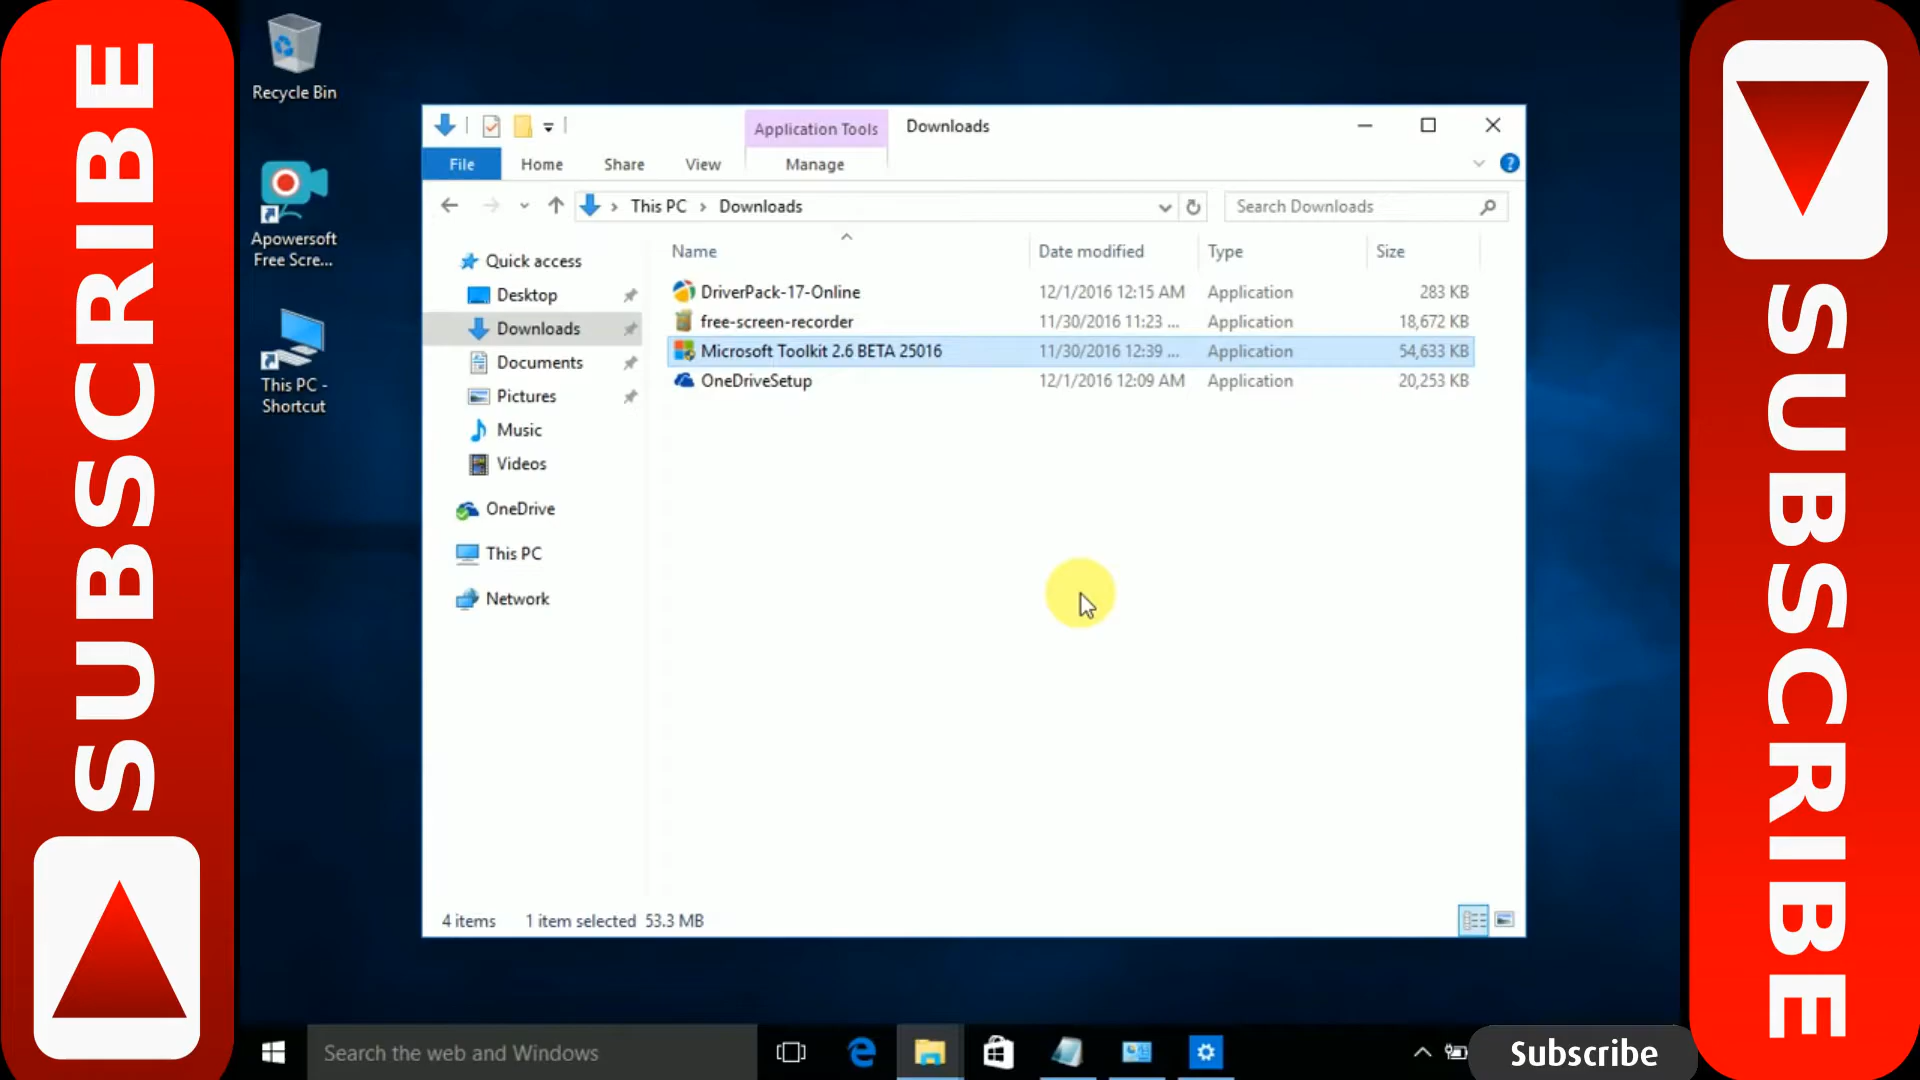 SUBSCRIBE
Recycle Bin
Apowersoft
Free Scre...
This PC -
Shortcut
Application Tools
Downloads
File
Home
Share
View
Manage
This PC > Downloads
Search Downloads
Quick access
Desktop
Downloads
Documents
Pictures
Music
Videos
OneDrive
This PC
Network
Name
Date modified
Type
Size
DriverPack-17-Online 12/1/2016 12:15 AM Application 283 KB
free-screen-recorder 11/30/2016 11:23 ... Application 18,672 KB
Microsoft Toolkit 2.6 BETA 25016 11/30/2016 12:39 ... Application 54,633 KB
OneDriveSetup 12/1/2016 12:09 AM Application 20,253 KB
4 items 1 item selected 53.3 MB
Search the web and Windows
Subscribe
SUBSCRIBE